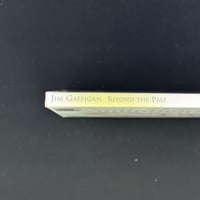 JIM GAFFIGAN BEYOND THE PALE